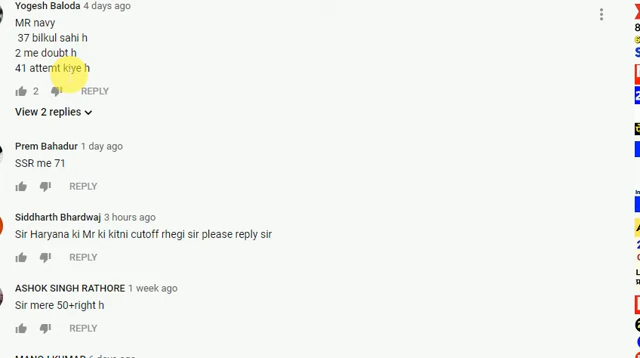 Yogesh Baloda 4 days ago
MR navy
37 bilkul sahi h
2 me doubt h
41 attemt kiye h
2 REPLY
View 2 replies
Prem Bahadur 1 day ago
SSR me 71
REPLY
Siddharth Bhardwaj 3 hours ago
Sir Haryana ki Mr ki kitni cutoff rhegi sir please reply sir
REPLY
ASHOK SINGH RATHORE 1 week ago
Sir mere 50+right h
REPLY